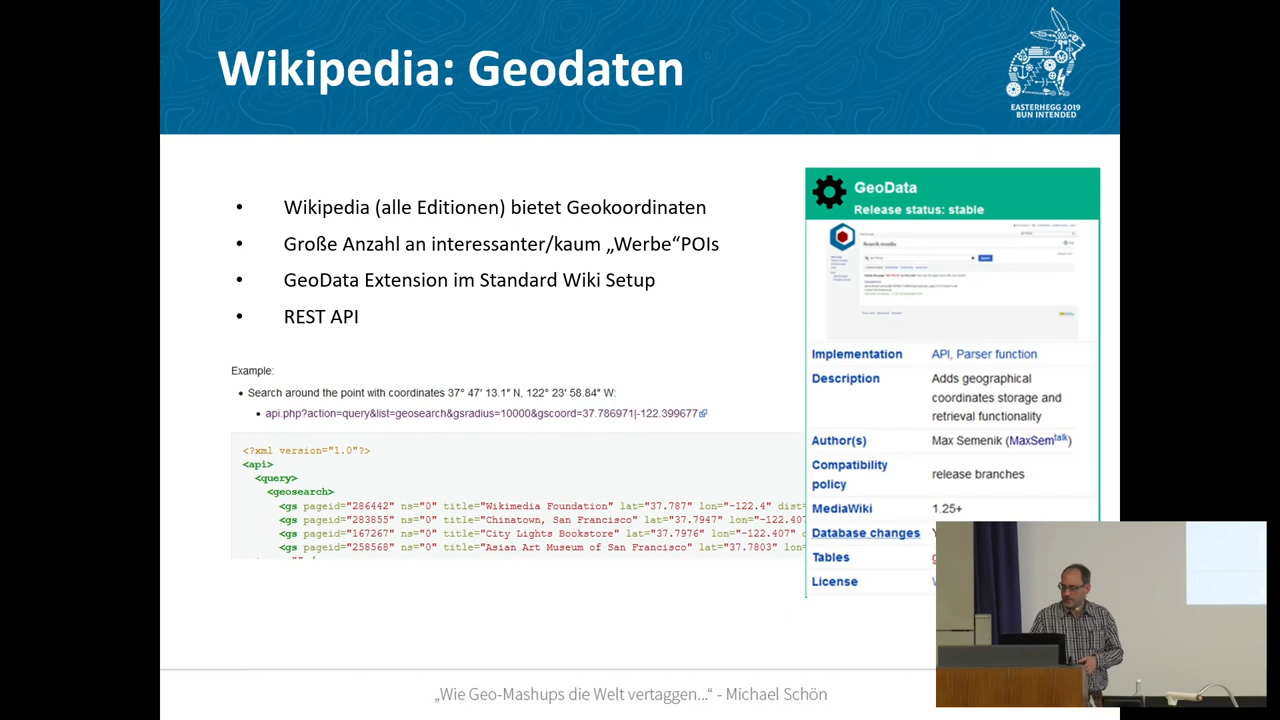 Wikipedia: Geodaten
EASTERHEGG 2019
BUN INTENDED
• Wikipedia (alle Editionen) bietet Geokoordinaten
• Große Anzahl an interessanter/kaum „Werbe“POIs
• GeoData Extension im Standard Wiki Setup
• REST API
Example:
• Search around the point with coordinates 37° 47' 13.1" N, 122° 23' 58.84" W:
• api.php?action=query&list=geosearch&gsradius=10000&gscoord=37.786971|-122.399677
<?xml version="1.0"?>
<api>
<query>
<geosearch>
<gs pageid="286442" ns="0" title="Wikimedia Foundation" lat="37.787" lon="-122.4" dist=
<gs pageid="283855" ns="0" title="Chinatown, San Francisco" lat="37.7947" lon="-122.407
<gs pageid="167267" ns="0" title="City Lights Bookstore" lat="37.7976" lon="-122.407"
<gs pageid="258568" ns="0" title="Asian Art Museum of San Francisco" lat="37.7803" lon=
GeoData
Release status: stable
Search results
Implementation API, Parser function
Description Adds geographical
coordinates storage and
retrieval functionality
Author(s) Max Semenik (MaxSem talk)
Compatibility
policy release branches
MediaWiki 1.25+
Database changes
Tables
License
„Wie Geo-Mashups die Welt vertaggen...“ - Michael Schön